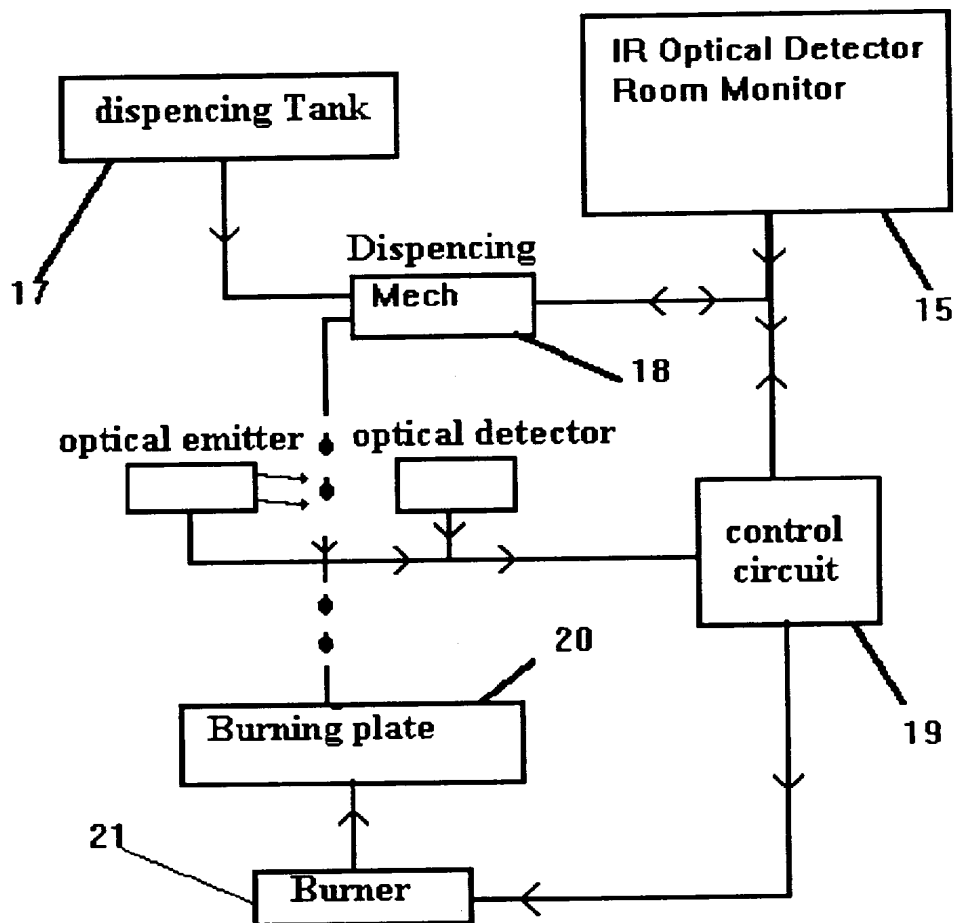 IR Optical Detector
Room Monitor
dispencing Tank
17
15
Dispencing
Mech
18
optical emitter
optical detector
control
circuit
19
20
Burning plate
21
Burner